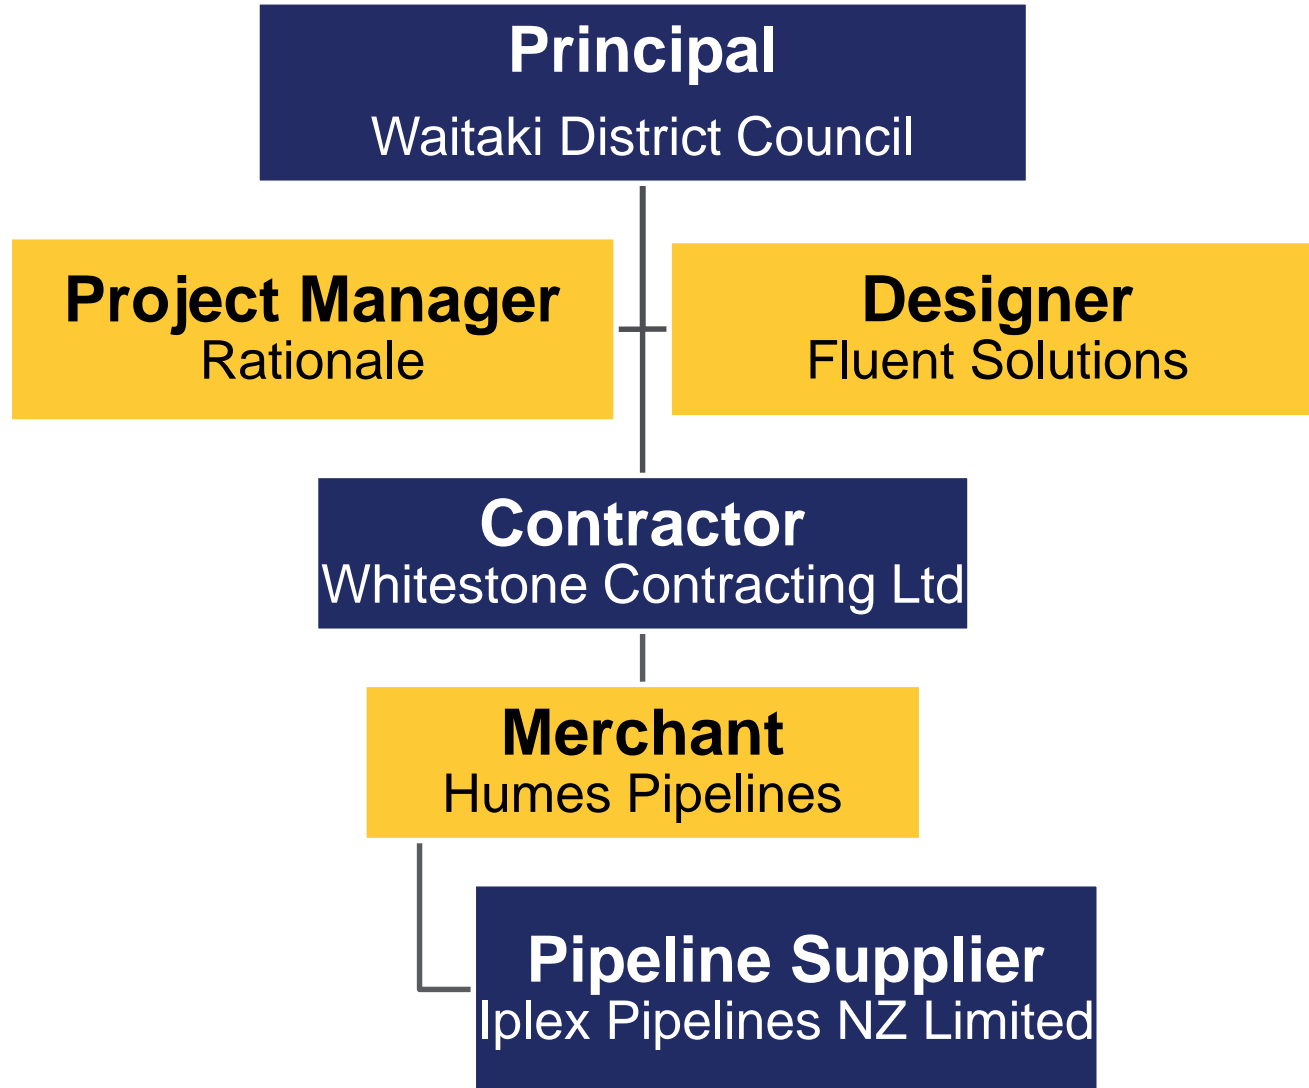 Principal
Waitaki District Council
Project Manager
Rationale
Designer
Fluent Solutions
Contractor
Whitestone Contracting Ltd
Merchant
Humes Pipelines
Pipeline Supplier
Iplex Pipelines NZ Limited